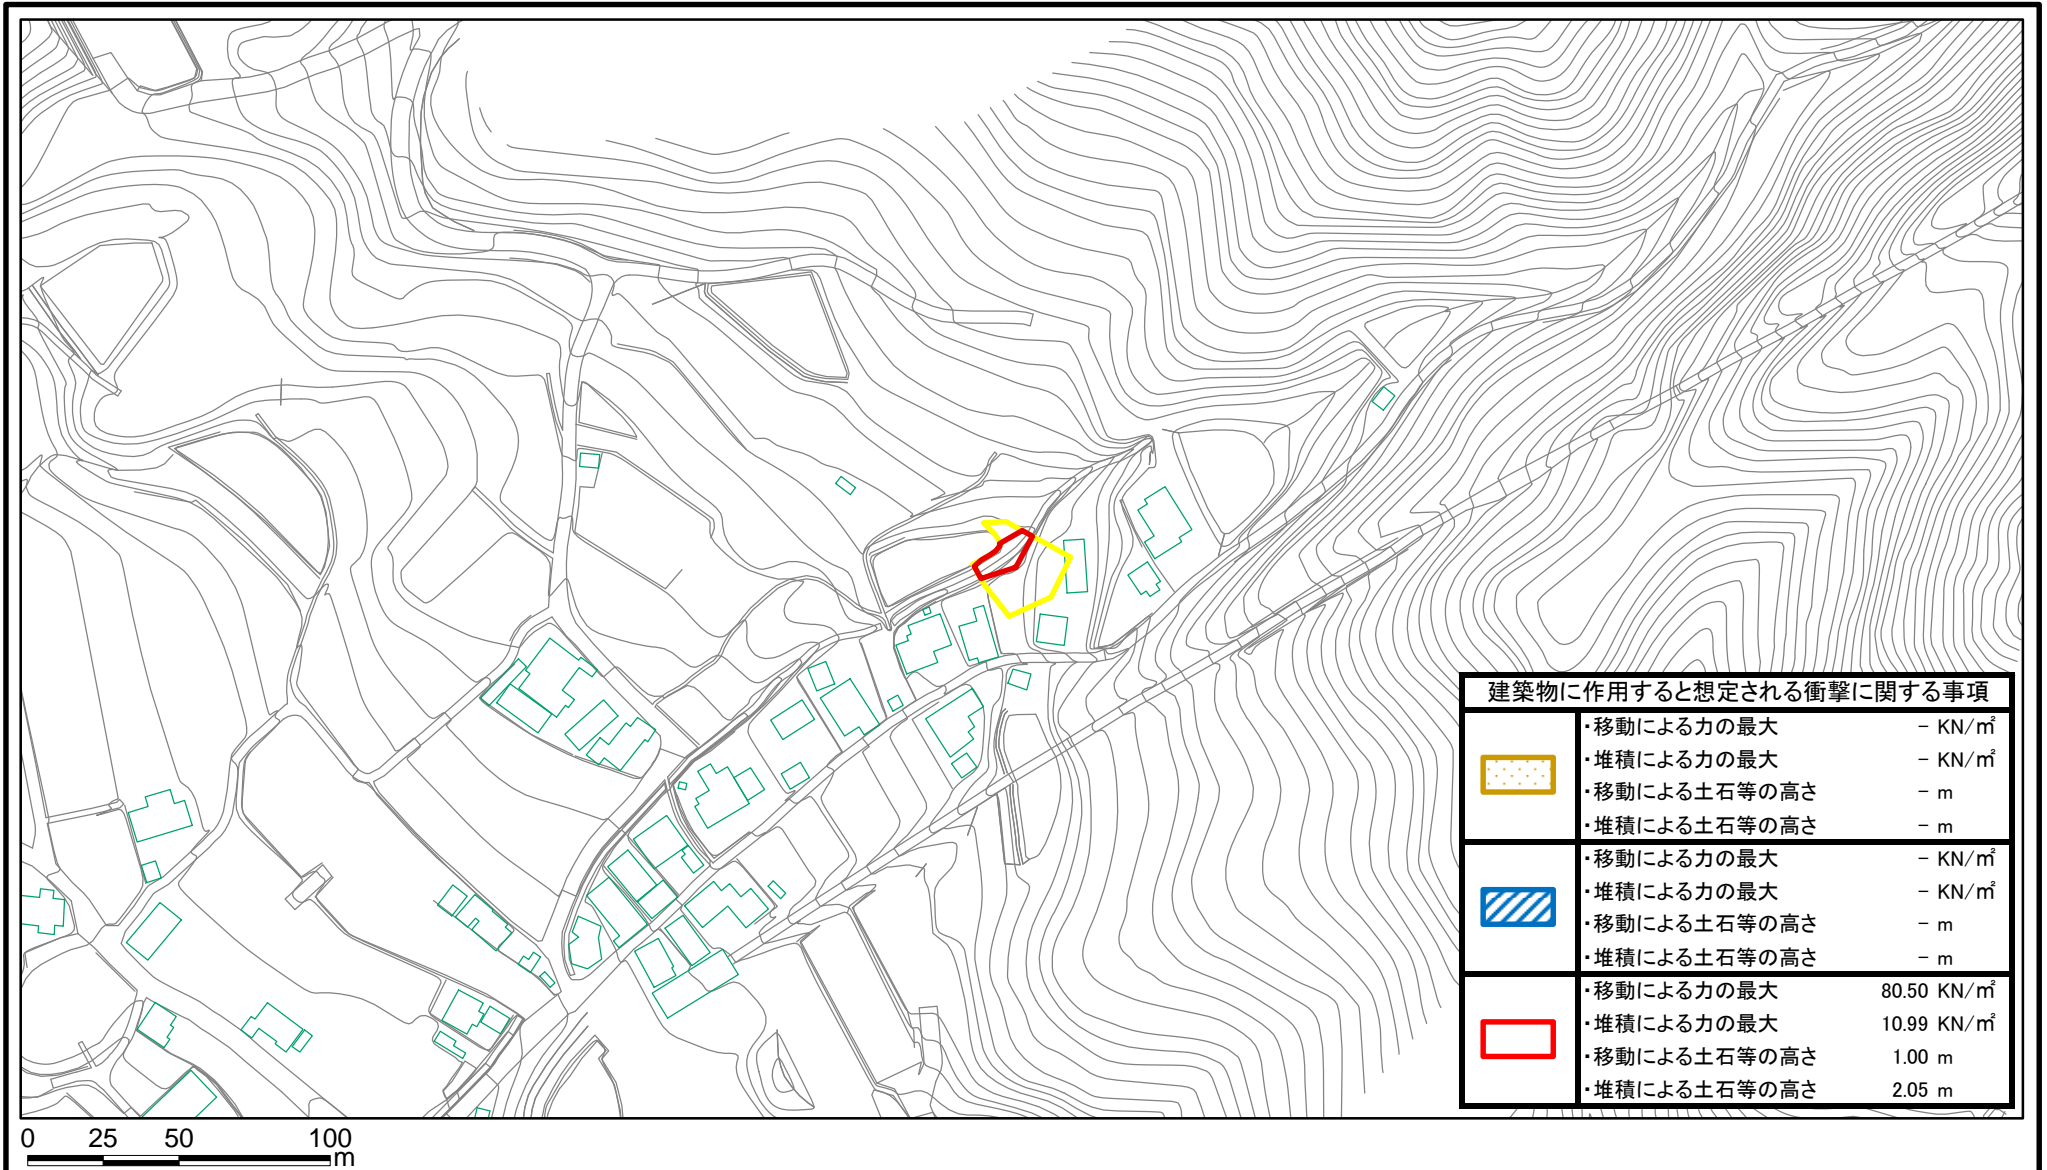 建築物に作用すると想定される衝撃に関する事項
・移動による力の最大 - KN/㎡
・堆積による力の最大 - KN/㎡
・移動による土石等の高さ - m
・堆積による土石等の高さ - m
・移動による力の最大 - KN/㎡
・堆積による力の最大 - KN/㎡
・移動による土石等の高さ - m
・堆積による土石等の高さ - m
・移動による力の最大 80.50 KN/㎡
・堆積による力の最大 10.99 KN/㎡
・移動による土石等の高さ 1.00 m
・堆積による土石等の高さ 2.05 m
0 25 50 100
m